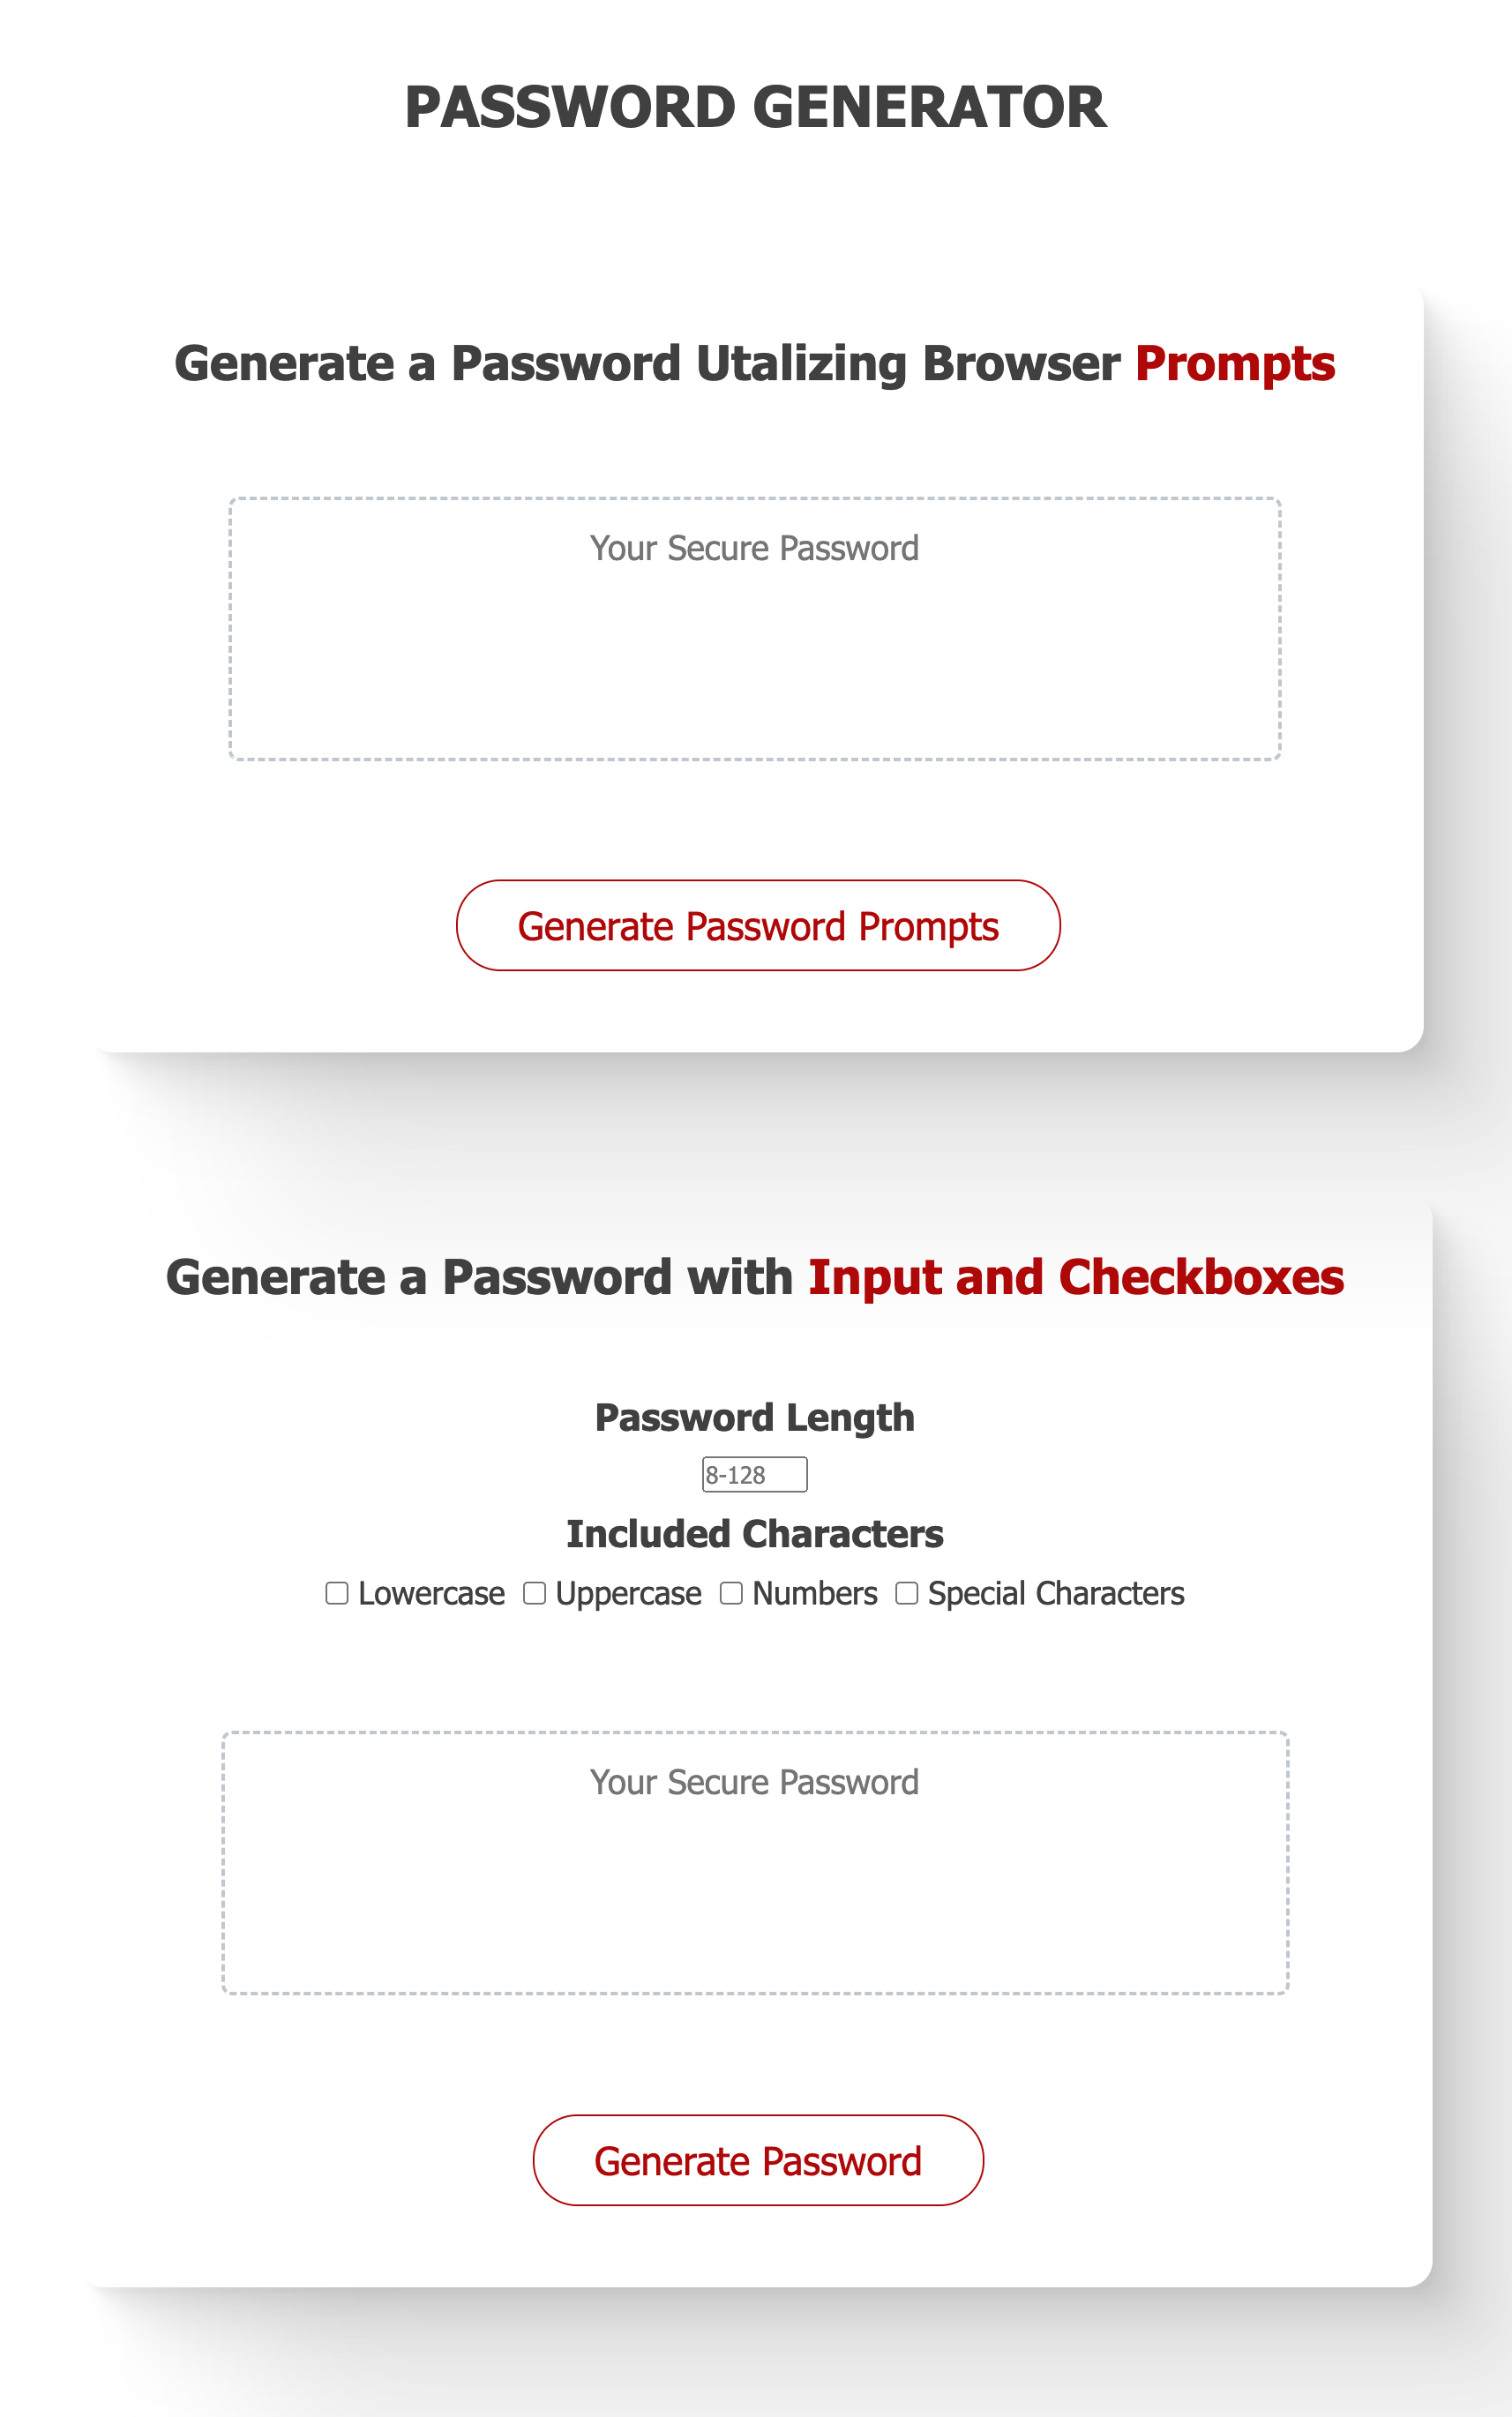 PASSWORD GENERATOR
Generate a Password Utalizing Browser Prompts
Your Secure Password
Generate Password Prompts
Generate a Password with Input and Checkboxes
Password Length
8-128
Included Characters
Lowercase Uppercase Numbers Special Characters
Your Secure Password
Generate Password